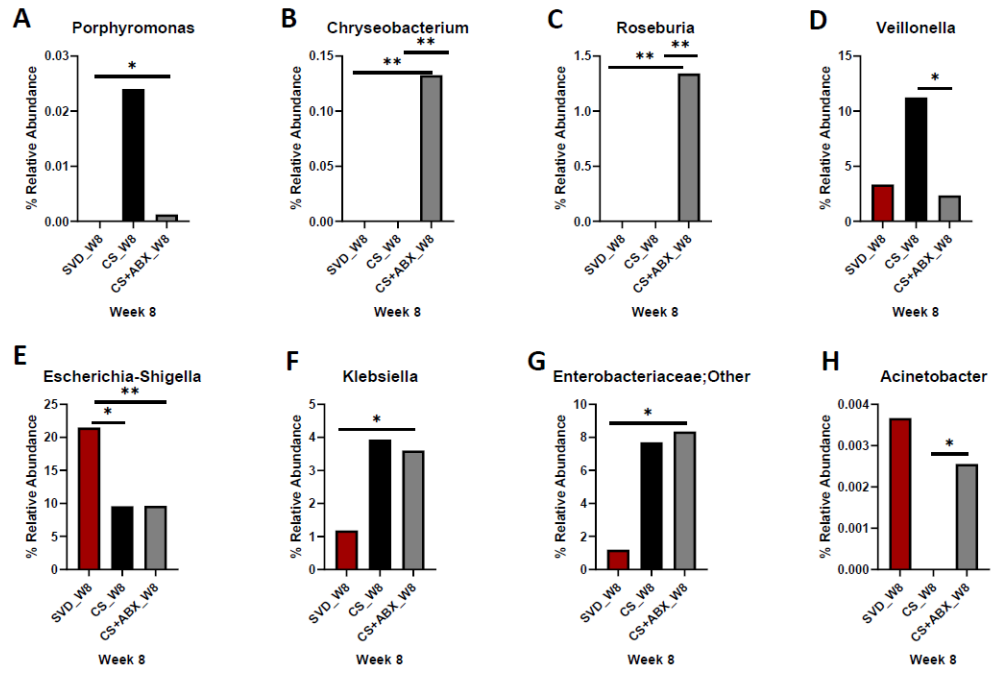 A
Porphyromonas
% Relative Abundance
0.03
0.02
0.01
0.00
*
SVD_W8
CS_W8
CS+ABX_W8
Week 8
B
Chryseobacterium
% Relative Abundance
0.15
0.10
0.05
0.00
**
**
SVD_W8
CS_W8
CS+ABX_W8
Week 8
C
Roseburia
% Relative Abundance
1.5
1.0
0.5
0.0
**
**
SVD_W8
CS_W8
CS+ABX_W8
Week 8
D
Veillonella
% Relative Abundance
15
10
5
0
*
SVD_W8
CS_W8
CS+ABX_W8
Week 8
E
Escherichia-Shigella
% Relative Abundance
25
20
15
10
5
0
**
*
SVD_W8
CS_W8
CS+ABX_W8
Week 8
F
Klebsiella
% Relative Abundance
5
4
3
2
1
0
*
SVD_W8
CS_W8
CS+ABX_W8
Week 8
G
Enterobacteriaceae;Other
% Relative Abundance
10
8
6
4
2
0
*
SVD_W8
CS_W8
CS+ABX_W8
Week 8
H
Acinetobacter
% Relative Abundance
0.004
0.003
0.002
0.001
0.000
*
SVD_W8
CS_W8
CS+ABX_W8
Week 8